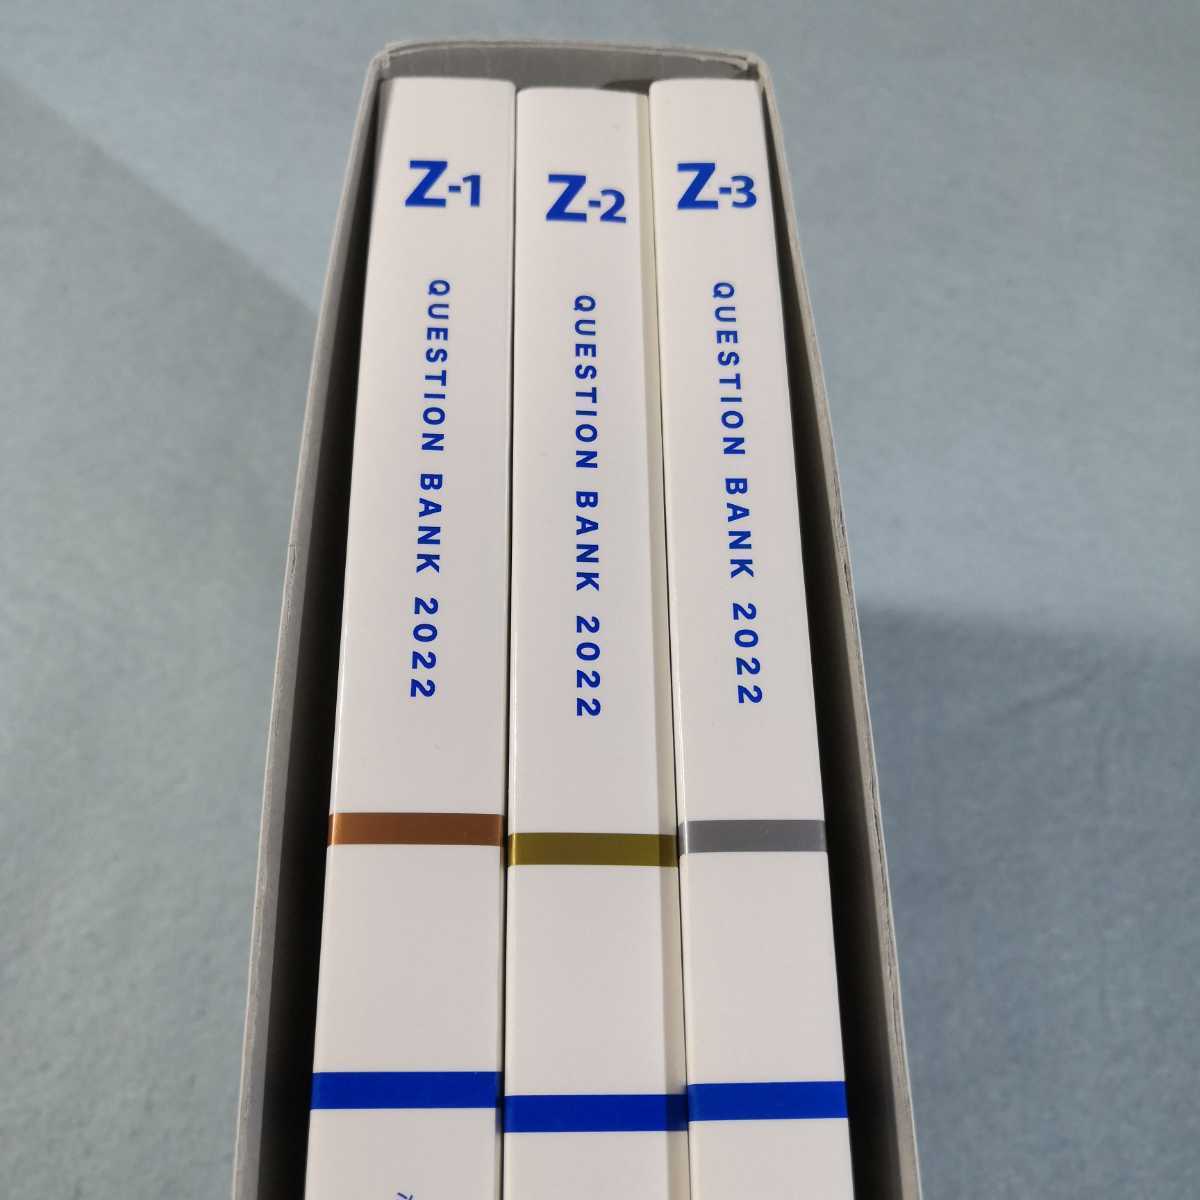 Z-1
QUESTION BANK 2022
Z-2
QUESTION BANK 2022
Z-3
QUESTION BANK 2022